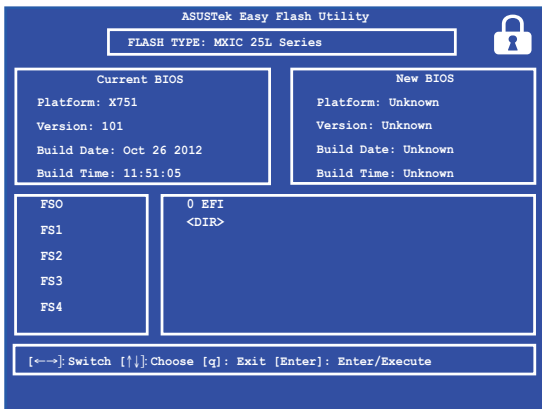 ASUSTek Easy Flash Utility
FLASH TYPE: MXIC 25L Series
Current BIOS
Platform: X751
Version: 101
Build Date: Oct 26 2012
Build Time: 11:51:05
New BIOS
Platform: Unknown
Version: Unknown
Build Date: Unknown
Build Time: Unknown
FSO
FS1
FS2
FS3
FS4
0 EFI
<DIR>
[←→]: Switch [↑↓]: Choose [q]: Exit [Enter]: Enter/Execute